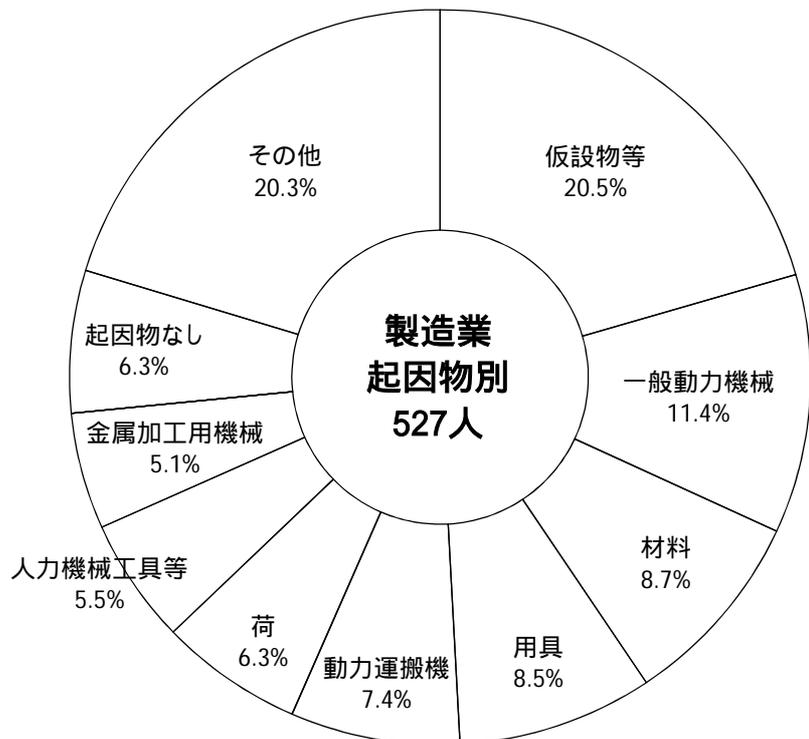 製造業
起因物別
527人
仮設物等
20.5%
一般動力機械
11.4%
材料
8.7%
用具
8.5%
動力運搬機
7.4%
荷
6.3%
人力機械工具等
5.5%
金属加工用機械
5.1%
起因物なし
6.3%
その他
20.3%